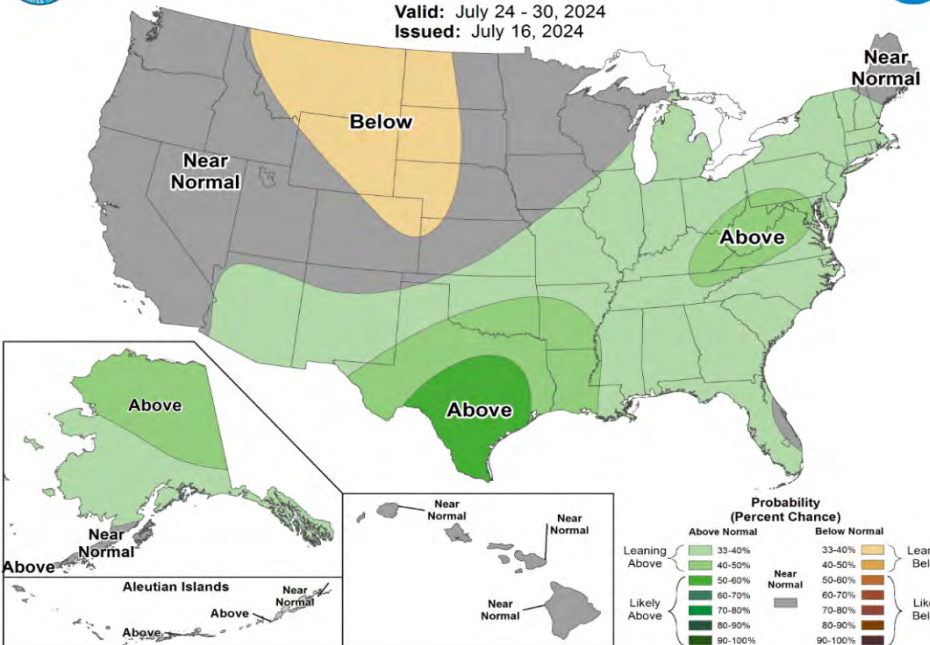 Valid: July 24 - 30, 2024
Issued: July 16, 2024
Near
Normal
Below
Near
Normal
Above
Above
Above
Near
Normal
Above
Aleutian Islands
Near
Normal
Above
Above
Near
Normal
Near
Normal
Near
Normal
Probability
(Percent Chance)
Above Normal
Below Normal
Leaning
Above
33-40%
40-50%
Likely
Above
50-60%
60-70%
70-80%
80-90%
90-100%
Near
Normal
33-40%
40-50%
50-60%
60-70%
70-80%
80-90%
90-100%